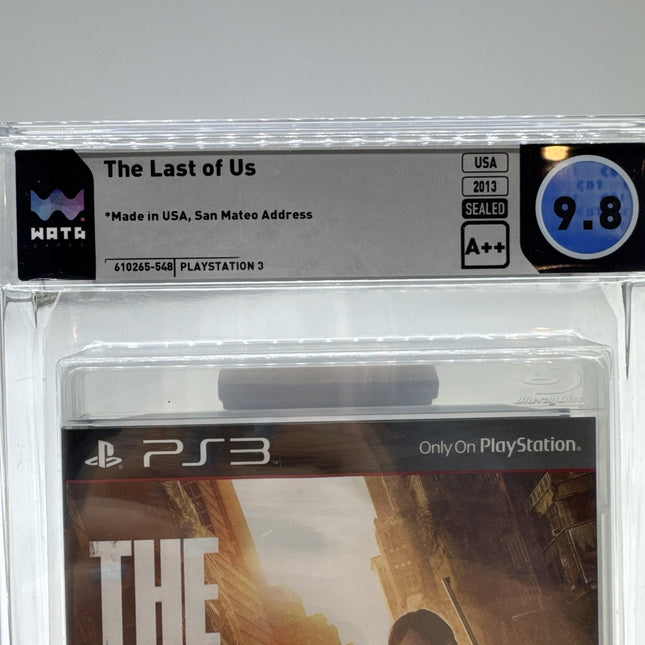 The Last of Us
*Made in USA, San Mateo Address
610265-548 PLAYSTATION 3
WATA
GAMES
USA
2013
SEALED
A++
9.8
Blu-ray Disc
PS3
Only On PlayStation
THE